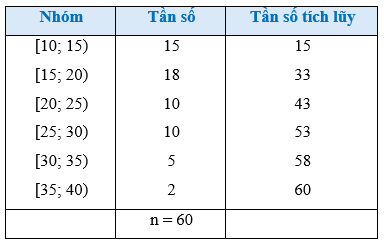 Nhóm Tần số Tần số tích lũy
[10; 15) 15 15
[15; 20) 18 33
[20; 25) 10 43
[25; 30) 10 53
[30; 35) 5 58
[35; 40) 2 60
n = 60